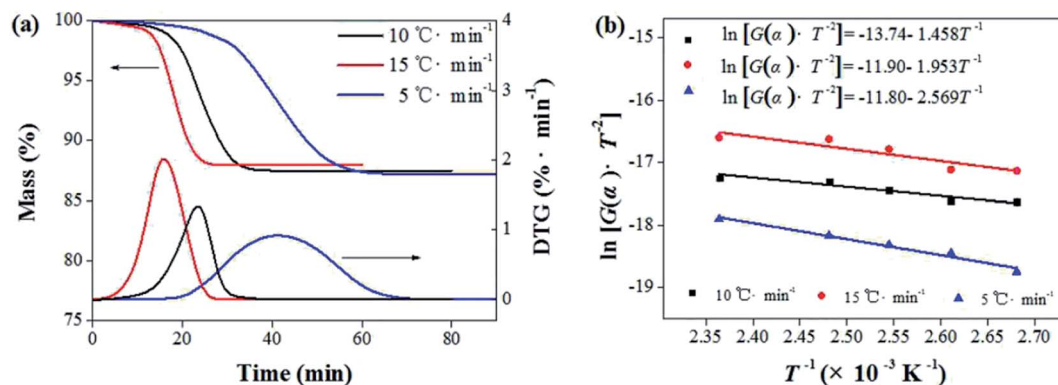 (a)
100
95
90
85
80
75
Mass (%)
0
20
40
60
80
Time (min)
4
3
2
1
0
DTG (%· min⁻¹)
10 ℃· min⁻¹
15 ℃· min⁻¹
5 ℃· min⁻¹
(b)
-15
-16
-17
-18
-19
ln [G(α)· T⁻²]
ln [G(α)· T⁻²]= -13.74- 1.458T⁻¹
ln [G(α)· T⁻²]= -11.90- 1.953T⁻¹
ln [G(α)· T⁻²]= -11.80- 2.569T⁻¹
10 ℃· min⁻¹ 15 ℃· min⁻¹ 5 ℃· min⁻¹
2.35 2.40 2.45 2.50 2.55 2.60 2.65 2.70
T⁻¹ (× 10⁻³ K⁻¹)